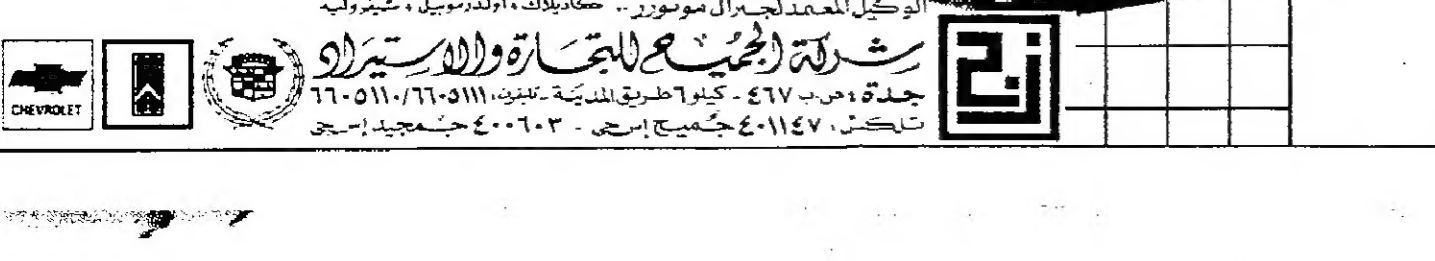 الوكيل المعتمد لجنرال موتورز .. كاديلاك ، أولدزموبيل ، شيفروليه
شركة الجميح للتجارة والاستيراد
جدة ، ص.ب ٤٦٧ - كيلو ٦ طريق المدينة - تليفون، ٦٦٠٥١١٠/٦٦٠٥١١١
تلكس، ٤٠١١٤٧ جميح إس جي - ٤٠٠٦٠٣ جمجيد إس جي
CHEVROLET